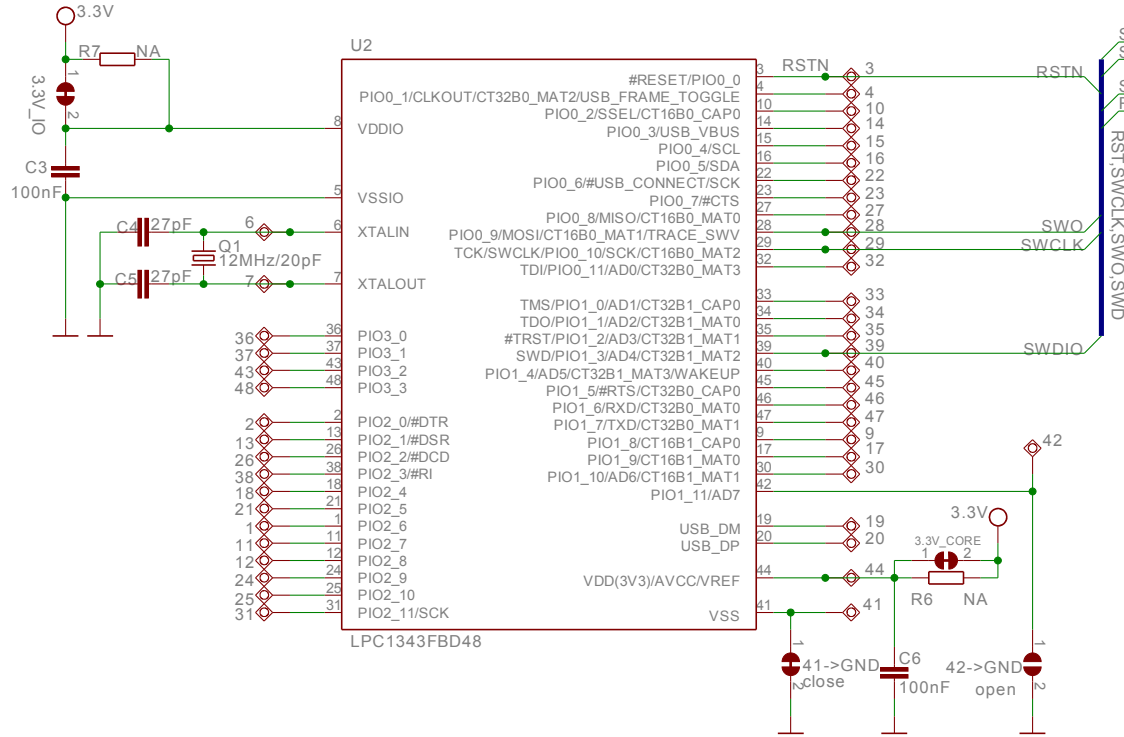 3.3V
R7 NA
3.3V_IO
1
2
C3
100nF
C4 27pF
C5 27pF
Q1
12MHz/20pF
U2
8 VDDIO
5 VSSIO
6 6 XTALIN
7 7 XTALOUT
36 36 PIO3_0
37 37 PIO3_1
43 43 PIO3_2
48 48 PIO3_3
2 2 PIO2_0/#DTR
13 13 PIO2_1/#DSR
26 26 PIO2_2/#DCD
38 38 PIO2_3/#RI
18 18 PIO2_4
21 21 PIO2_5
1 1 PIO2_6
11 11 PIO2_7
12 12 PIO2_8
24 24 PIO2_9
25 25 PIO2_10
31 31 PIO2_11/SCK
LPC1343FBD48
#RESET/PIO0_0 3 RSTN 3 RSTN
PIO0_1/CLKOUT/CT32B0_MAT2/USB_FRAME_TOGGLE 4 4
PIO0_2/SSEL/CT16B0_CAP0 10 10
PIO0_3/USB_VBUS 14 14
PIO0_4/SCL 15 15
PIO0_5/SDA 16 16
PIO0_6/#USB_CONNECT/SCK 22 22
PIO0_7/#CTS 23 23
PIO0_8/MISO/CT16B0_MAT0 27 27
PIO0_9/MOSI/CT16B0_MAT1/TRACE_SWV 28 28 SWO
TCK/SWCLK/PIO0_10/SCK/CT16B0_MAT2 29 29 SWCLK
TDI/PIO0_11/AD0/CT32B0_MAT3 32 32
TMS/PIO1_0/AD1/CT32B1_CAP0 33 33
TDO/PIO1_1/AD2/CT32B1_MAT0 34 34
#TRST/PIO1_2/AD3/CT32B1_MAT1 35 35
SWD/PIO1_3/AD4/CT32B1_MAT2 39 39 SWDIO
PIO1_4/AD5/CT32B1_MAT3/WAKEUP 40 40
PIO1_5/#RTS/CT32B0_CAP0 45 45
PIO1_6/RXD/CT32B0_MAT0 46 46
PIO1_7/TXD/CT32B0_MAT1 47 47
PIO1_8/CT16B1_CAP0 9 9
PIO1_9/CT16B1_MAT0 17 17
PIO1_10/AD6/CT16B1_MAT1 30 30
PIO1_11/AD7 42 42
USB_DM 19 19
USB_DP 20 20
VDD(3V3)/AVCC/VREF 44 44
VSS 41 41
RST,SWCLK,SWO,SWD
3.3V
3.3V_CORE
1 2
R6 NA
1
41->GND
close
2
C6
100nF
1
42->GND
open
2